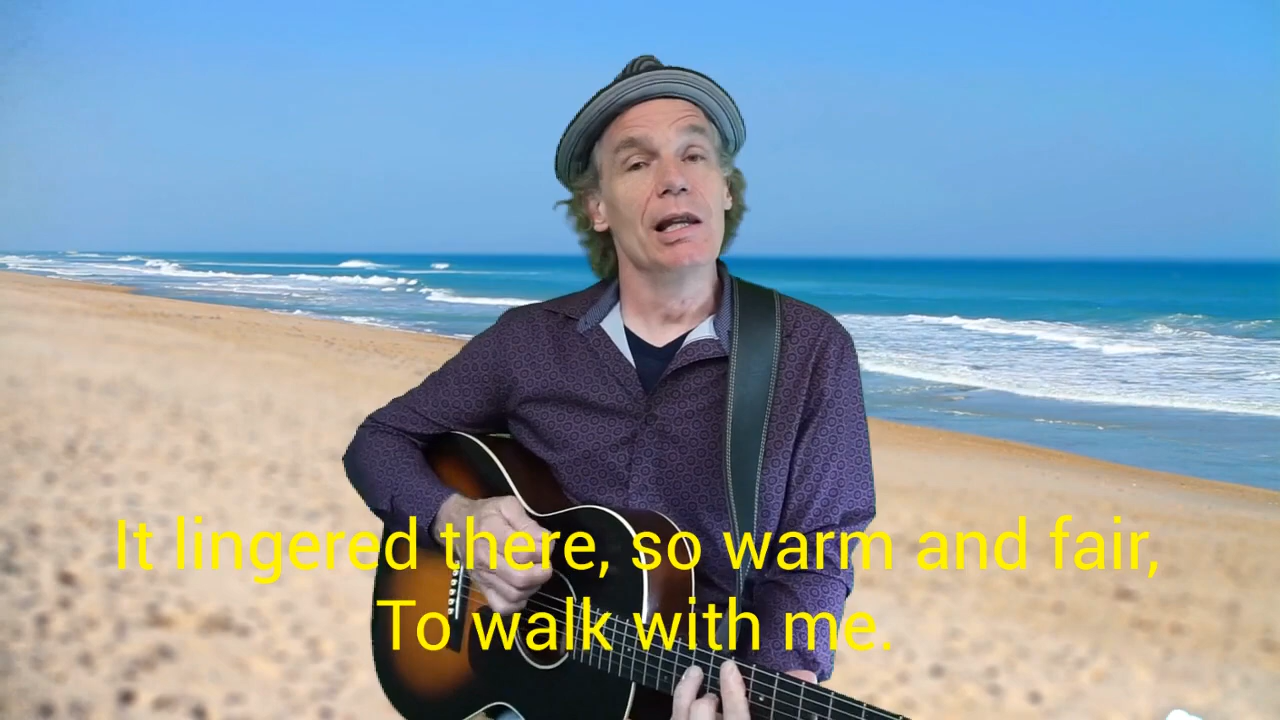 It lingered there, so warm and fair,
To walk with me.